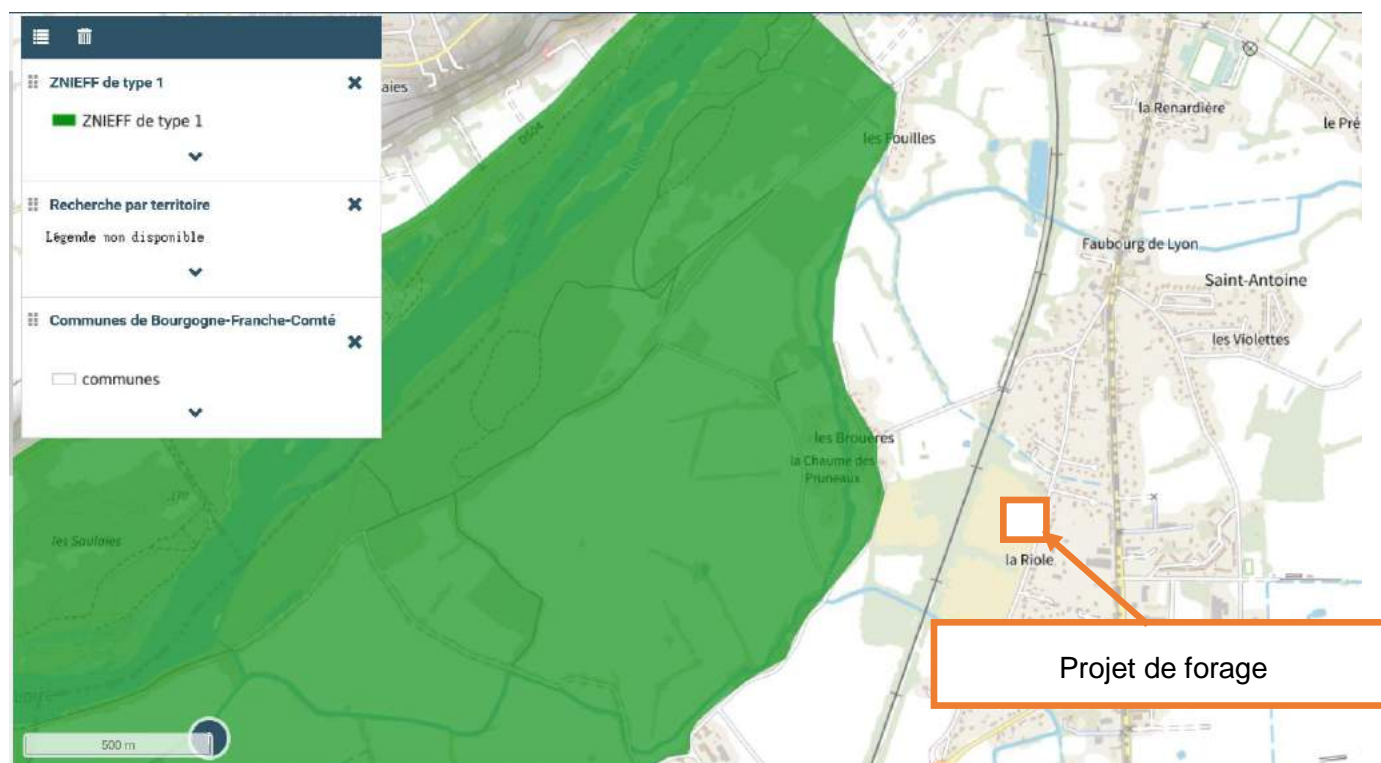 ZNIEFF de type 1
ZNIEFF de type 1
Recherche par territoire
Légende non disponible
Communes de Bourgogne-Franche-Comté
communes
500 m
aies
D504
la Renardière
le Pré
les Fouilles
Faubourg de Lyon
Saint-Antoine
les Violettes
les Brouères
la Chaume des
Pruneaux
les Saulaies
la Riole
Projet de forage